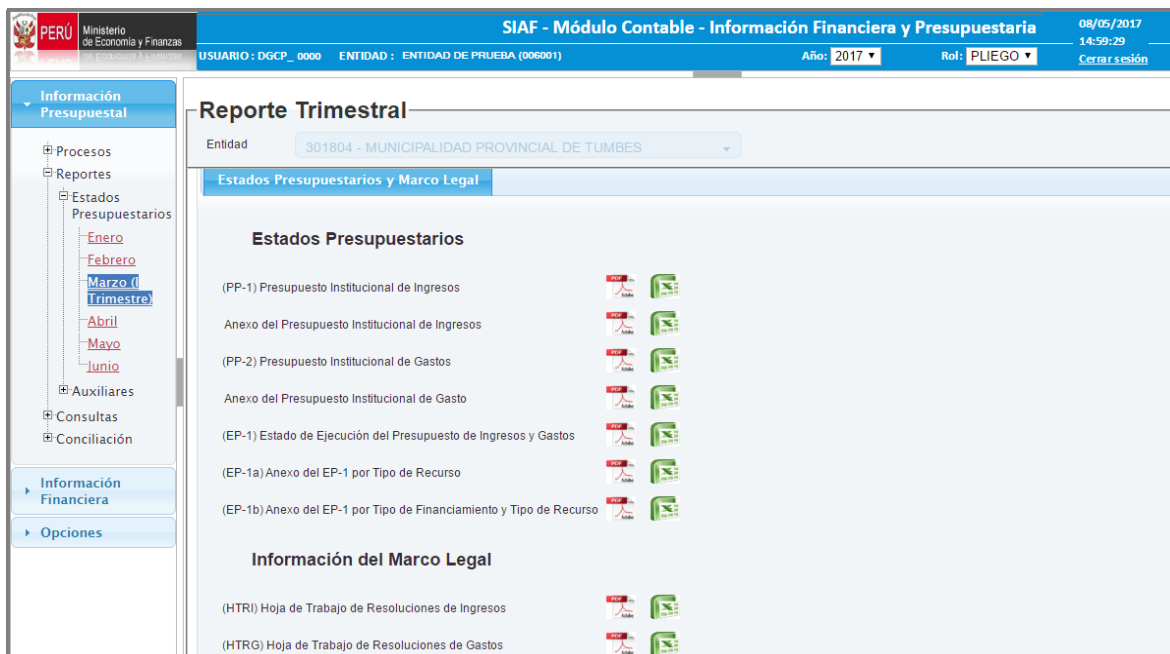 PERÚ
Ministerio
de Economía y Finanzas
SIAF - Módulo Contable - Información Financiera y Presupuestaria
08/05/2017
14:59:29
USUARIO : DGCP_ 0000 ENTIDAD : ENTIDAD DE PRUEBA (006001) Año: 2017 Rol: PLIEGO Cerrar sesión
Información
Presupuestal
Procesos
Reportes
Estados
Presupuestarios
Enero
Febrero
Marzo (I
Trimestre)
Abril
Mayo
Junio
Auxiliares
Consultas
Conciliación
Información
Financiera
Opciones
Reporte Trimestral
Entidad 301804 - MUNICIPALIDAD PROVINCIAL DE TUMBES
Estados Presupuestarios y Marco Legal
Estados Presupuestarios
(PP-1) Presupuesto Institucional de Ingresos
Anexo del Presupuesto Institucional de Ingresos
(PP-2) Presupuesto Institucional de Gastos
Anexo del Presupuesto Institucional de Gasto
(EP-1) Estado de Ejecución del Presupuesto de Ingresos y Gastos
(EP-1a) Anexo del EP-1 por Tipo de Recurso
(EP-1b) Anexo del EP-1 por Tipo de Financiamiento y Tipo de Recurso
Información del Marco Legal
(HTRI) Hoja de Trabajo de Resoluciones de Ingresos
(HTRG) Hoja de Trabajo de Resoluciones de Gastos